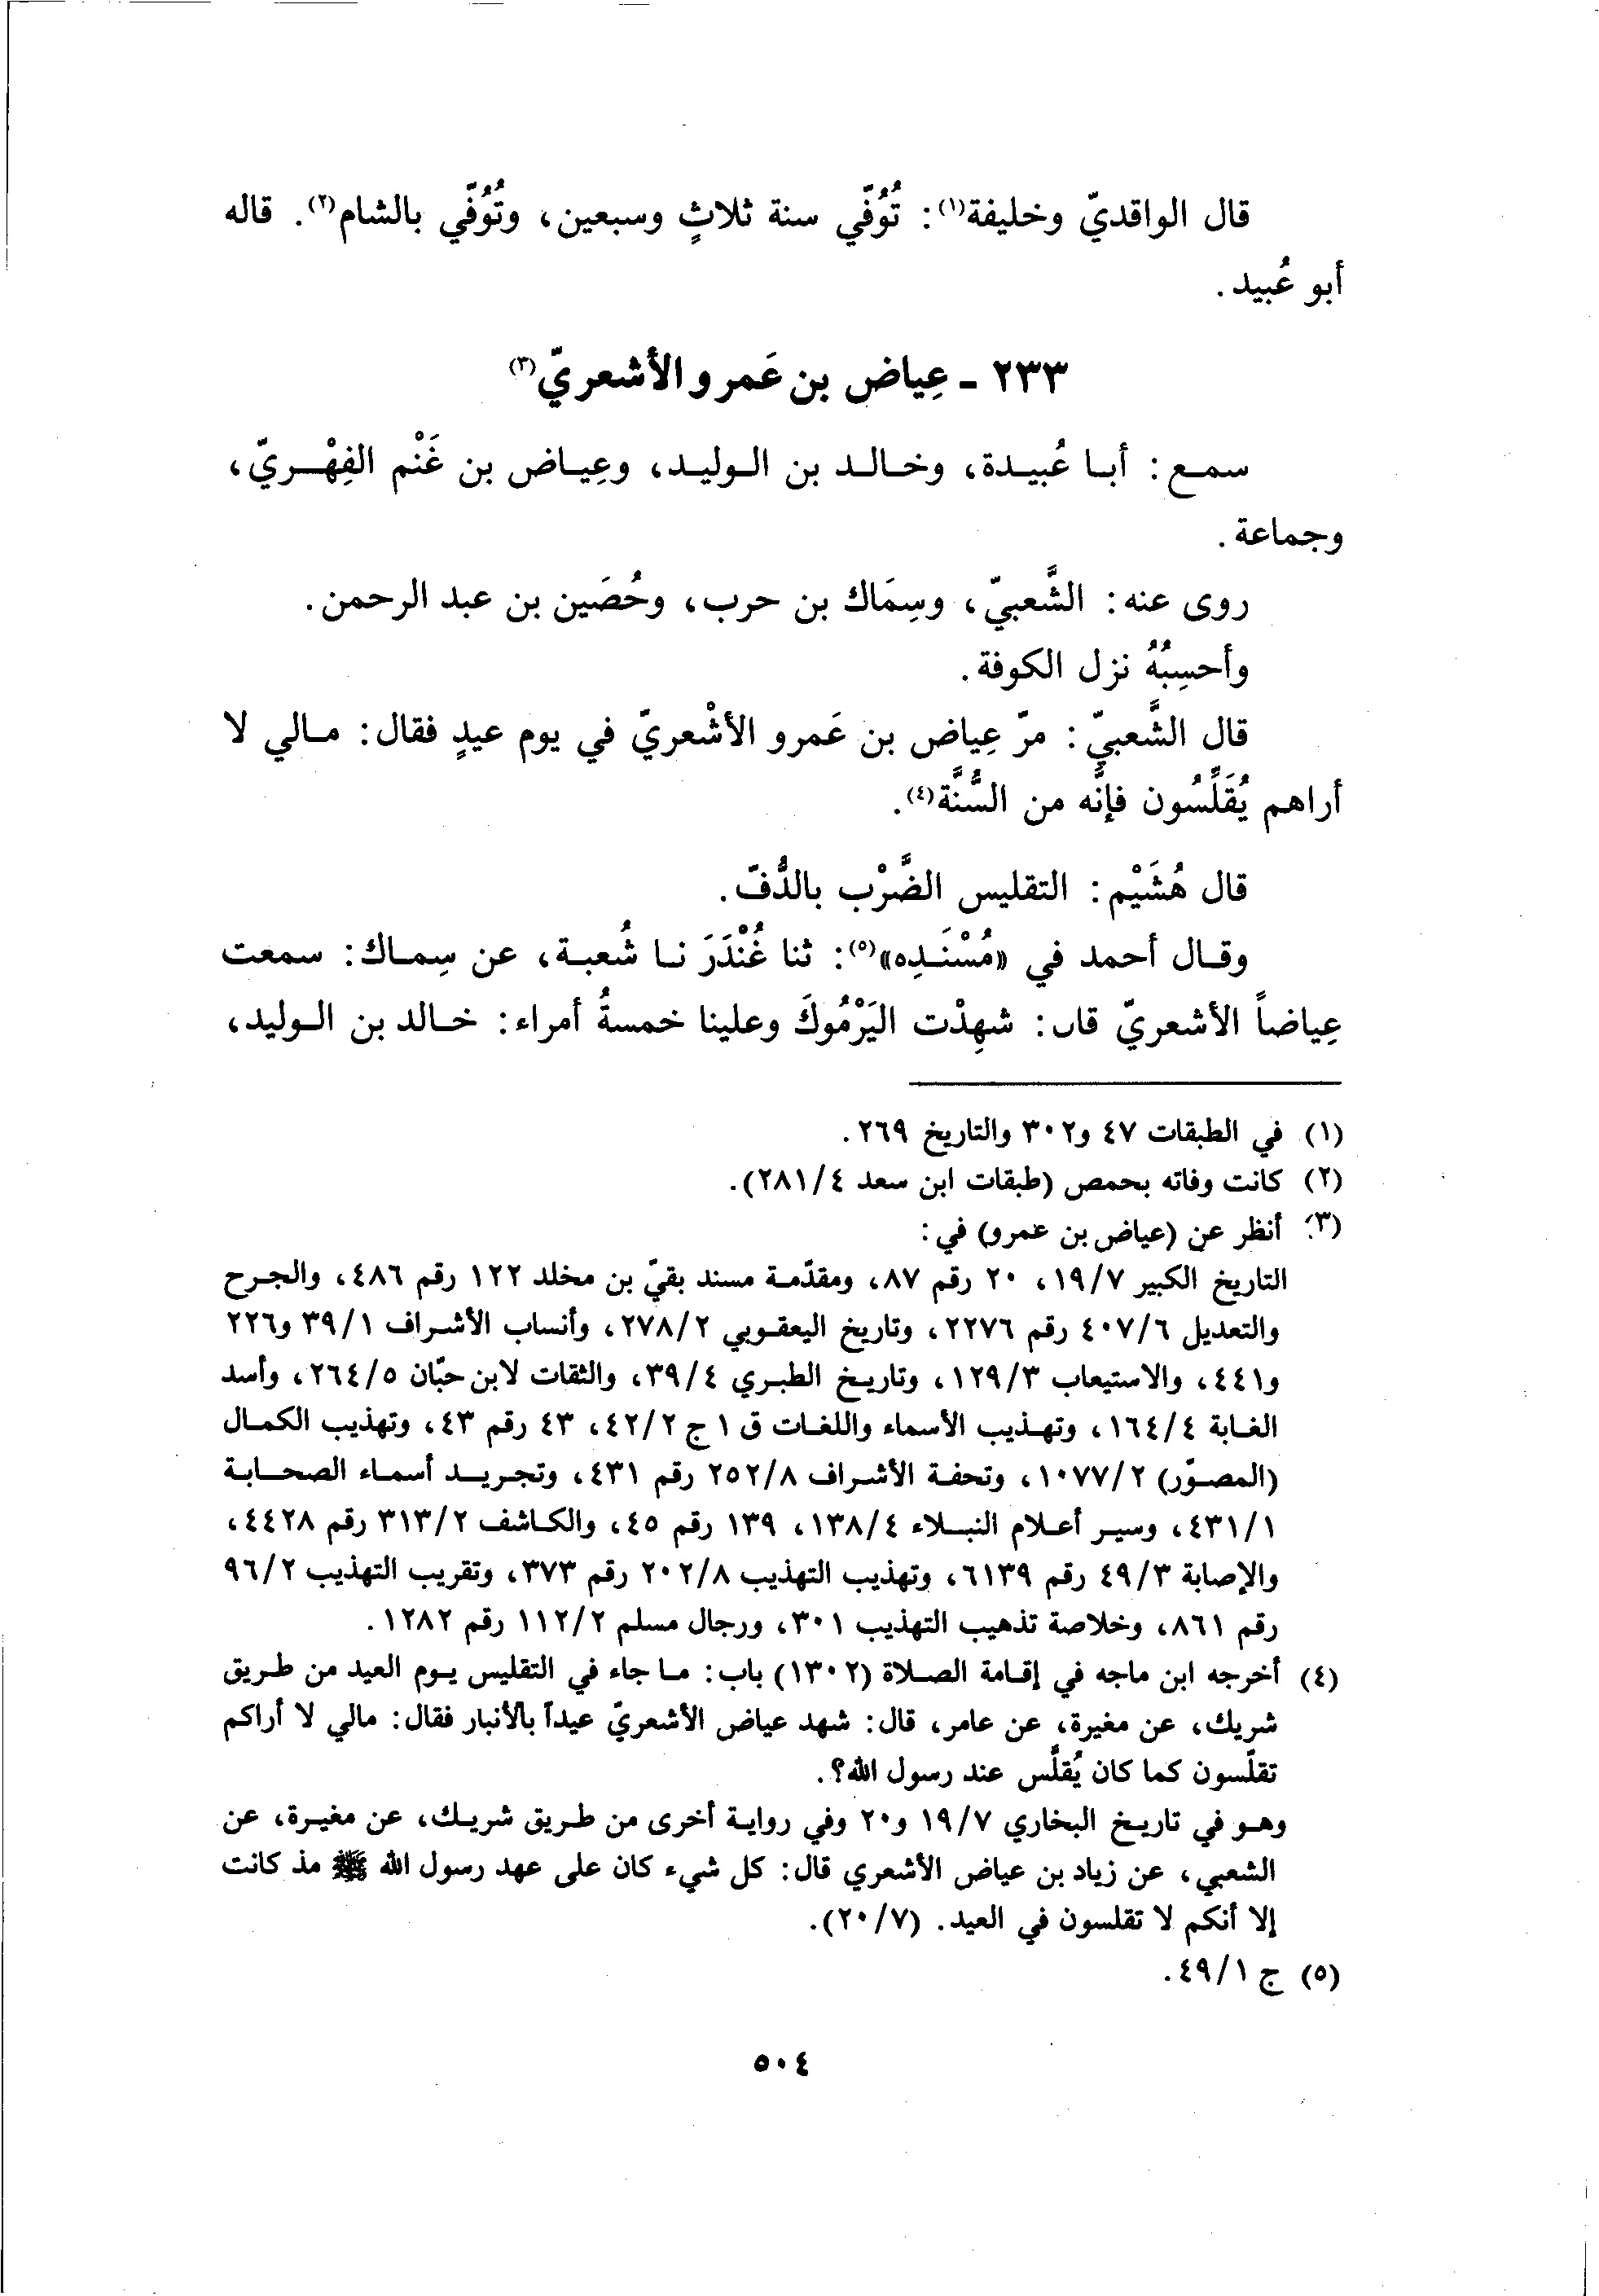 قال الواقديّ وخليفة(١): تُوُفّي سنة ثلاثٍ وسبعين، وتُوُفّي بالشام(٢). قاله
أبو عُبيد.
٢٣٣ - عِياض بن عَمرو الأشعريّ(٣)
سمع: أبا عُبيدة، وخالد بن الوليد، وعِياض بن غَنْم الفِهْريّ،
وجماعة.
روى عنه: الشَّعبيّ، وسِمَاك بن حرب، وحُصَين بن عبد الرحمن.
وأحسِبُهُ نزل الكوفة.
قال الشَّعبيّ: مرّ عِياض بن عَمرو الأشْعريّ في يوم عيدٍ فقال: مالي لا
أراهم يُقَلِّسُون فإنَّه من السُّنَّة(٤).
قال هُشَيْم: التقليس الضَّرْب بالدُّفّ.
وقال أحمد في «مُسْنَدِه»(٥): ثنا غُنْدَرَ نا شُعبة، عن سِماك: سمعت
عِياضاً الأشعريّ قال: شهِدْت اليَرْمُوكَ وعلينا خمسةُ أمراء: خالد بن الوليد،
(١) في الطبقات ٤٧ و٣٠٢ والتاريخ ٢٦٩.
(٢) كانت وفاته بحمص (طبقات ابن سعد ٢٨١/٤).
(٣) أنظر عن (عياض بن عمرو) في:
التاريخ الكبير ١٩/٧، ٢٠ رقم ٨٧، ومقدّمة مسند بقيّ بن مخلد ١٢٢ رقم ٤٨٦، والجرح
والتعديل ٤٠٧/٦ رقم ٢٢٧٦، وتاريخ اليعقوبي ٢٧٨/٢، وأنساب الأشراف ٣٩/١ و٢٢٦
و٤٤١، والاستيعاب ١٢٩/٣، وتاريخ الطبري ٣٩/٤، والثقات لابن حبّان ٢٦٤/٥، وأسد
الغابة ١٦٤/٤، وتهذيب الأسماء واللغات ق ١ ج ٤٢/٢، ٤٣ رقم ٤٣، وتهذيب الكمال
(المصوّر) ١٠٧٧/٢، وتحفة الأشراف ٢٥٢/٨ رقم ٤٣١، وتجريد أسماء الصحابة
٤٣١/١، وسير أعلام النبلاء ١٣٨/٤، ١٣٩ رقم ٤٥، والكاشف ٣١٣/٢ رقم ٤٤٢٨،
والإصابة ٤٩/٣ رقم ٦١٣٩، وتهذيب التهذيب ٢٠٢/٨ رقم ٣٧٣، وتقريب التهذيب ٩٦/٢
رقم ٨٦١، وخلاصة تذهيب التهذيب ٣٠١، ورجال مسلم ١١٢/٢ رقم ١٢٨٢.
(٤) أخرجه ابن ماجه في إقامة الصلاة (١٣٠٢) باب: ما جاء في التقليس يوم العيد من طريق
شريك، عن مغيرة، عن عامر، قال: شهد عياض الأشعريّ عيداً بالأنبار فقال: مالي لا أراكم
تقلّسون كما كان يُقلَّس عند رسول الله؟.
وهو في تاريخ البخاري ١٩/٧ و٢٠ وفي رواية أخرى من طريق شريك، عن مغيرة، عن
الشعبي، عن زياد بن عياض الأشعري قال: كل شيء كان على عهد رسول الله ﷺ مذ كانت
إلا أنكم لا تقلسون في العيد. (٢٠/٧).
(٥) ج ٤٩/١.
٥٠٤